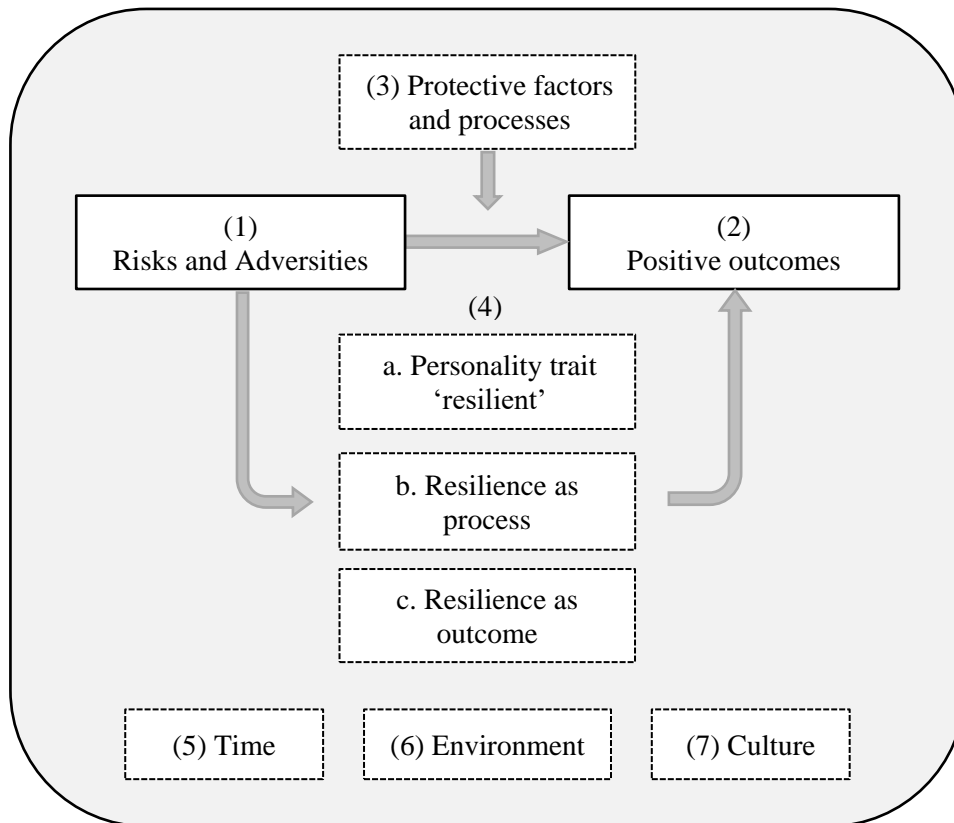 (3) Protective factors
and processes
(1)
Risks and Adversities
(2)
Positive outcomes
(4)
a. Personality trait
‘resilient’
b. Resilience as
process
c. Resilience as
outcome
(5) Time
(6) Environment
(7) Culture